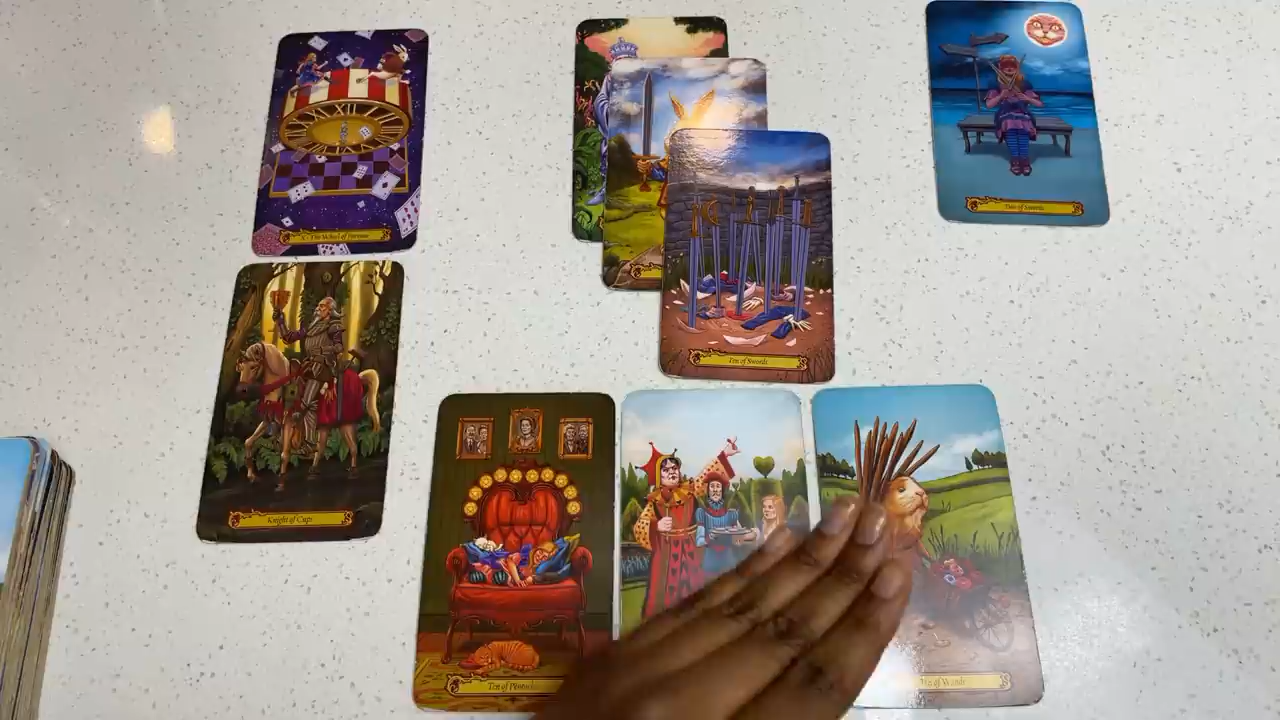 XII
X - The Wheel of Fortune
Two of Swords
Ten of Swords
Knight of Cups
Ten of Pentacles
Ten of Wands